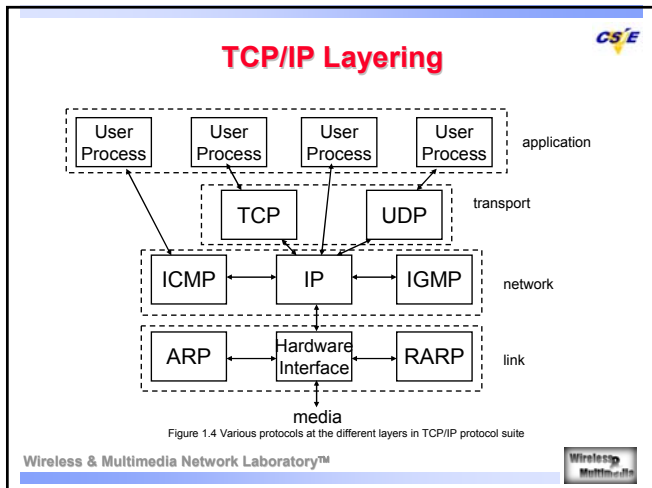 TCP/IP Layering
CS/E
User
Process
User
Process
User
Process
User
Process
application
TCP
UDP
transport
ICMP
IP
IGMP
network
ARP
Hardware
Interface
RARP
link
media
Figure 1.4 Various protocols at the different layers in TCP/IP protocol suite
Wireless & Multimedia Network Laboratory™
Wireless
Multimedia